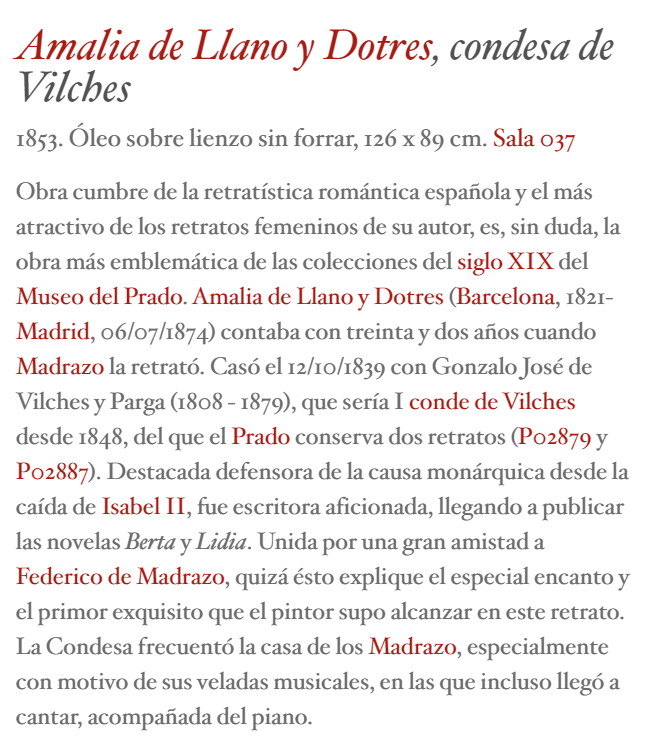 Amalia de Llano y Dotres, condesa de
Vilches
1853. Óleo sobre lienzo sin forrar, 126 x 89 cm. Sala 037
Obra cumbre de la retratística romántica española y el más
atractivo de los retratos femeninos de su autor, es, sin duda, la
obra más emblemática de las colecciones del siglo XIX del
Museo del Prado. Amalia de Llano y Dotres (Barcelona, 1821-
Madrid, 06/07/1874) contaba con treinta y dos años cuando
Madrazo la retrató. Casó el 12/10/1839 con Gonzalo José de
Vilches y Parga (1808 - 1879), que sería I conde de Vilches
desde 1848, del que el Prado conserva dos retratos (P02879 y
P02887). Destacada defensora de la causa monárquica desde la
caída de Isabel II, fue escritora aficionada, llegando a publicar
las novelas Berta y Lidia. Unida por una gran amistad a
Federico de Madrazo, quizá ésto explique el especial encanto y
el primor exquisito que el pintor supo alcanzar en este retrato.
La Condesa frecuentó la casa de los Madrazo, especialmente
con motivo de sus veladas musicales, en las que incluso llegó a
cantar, acompañada del piano.